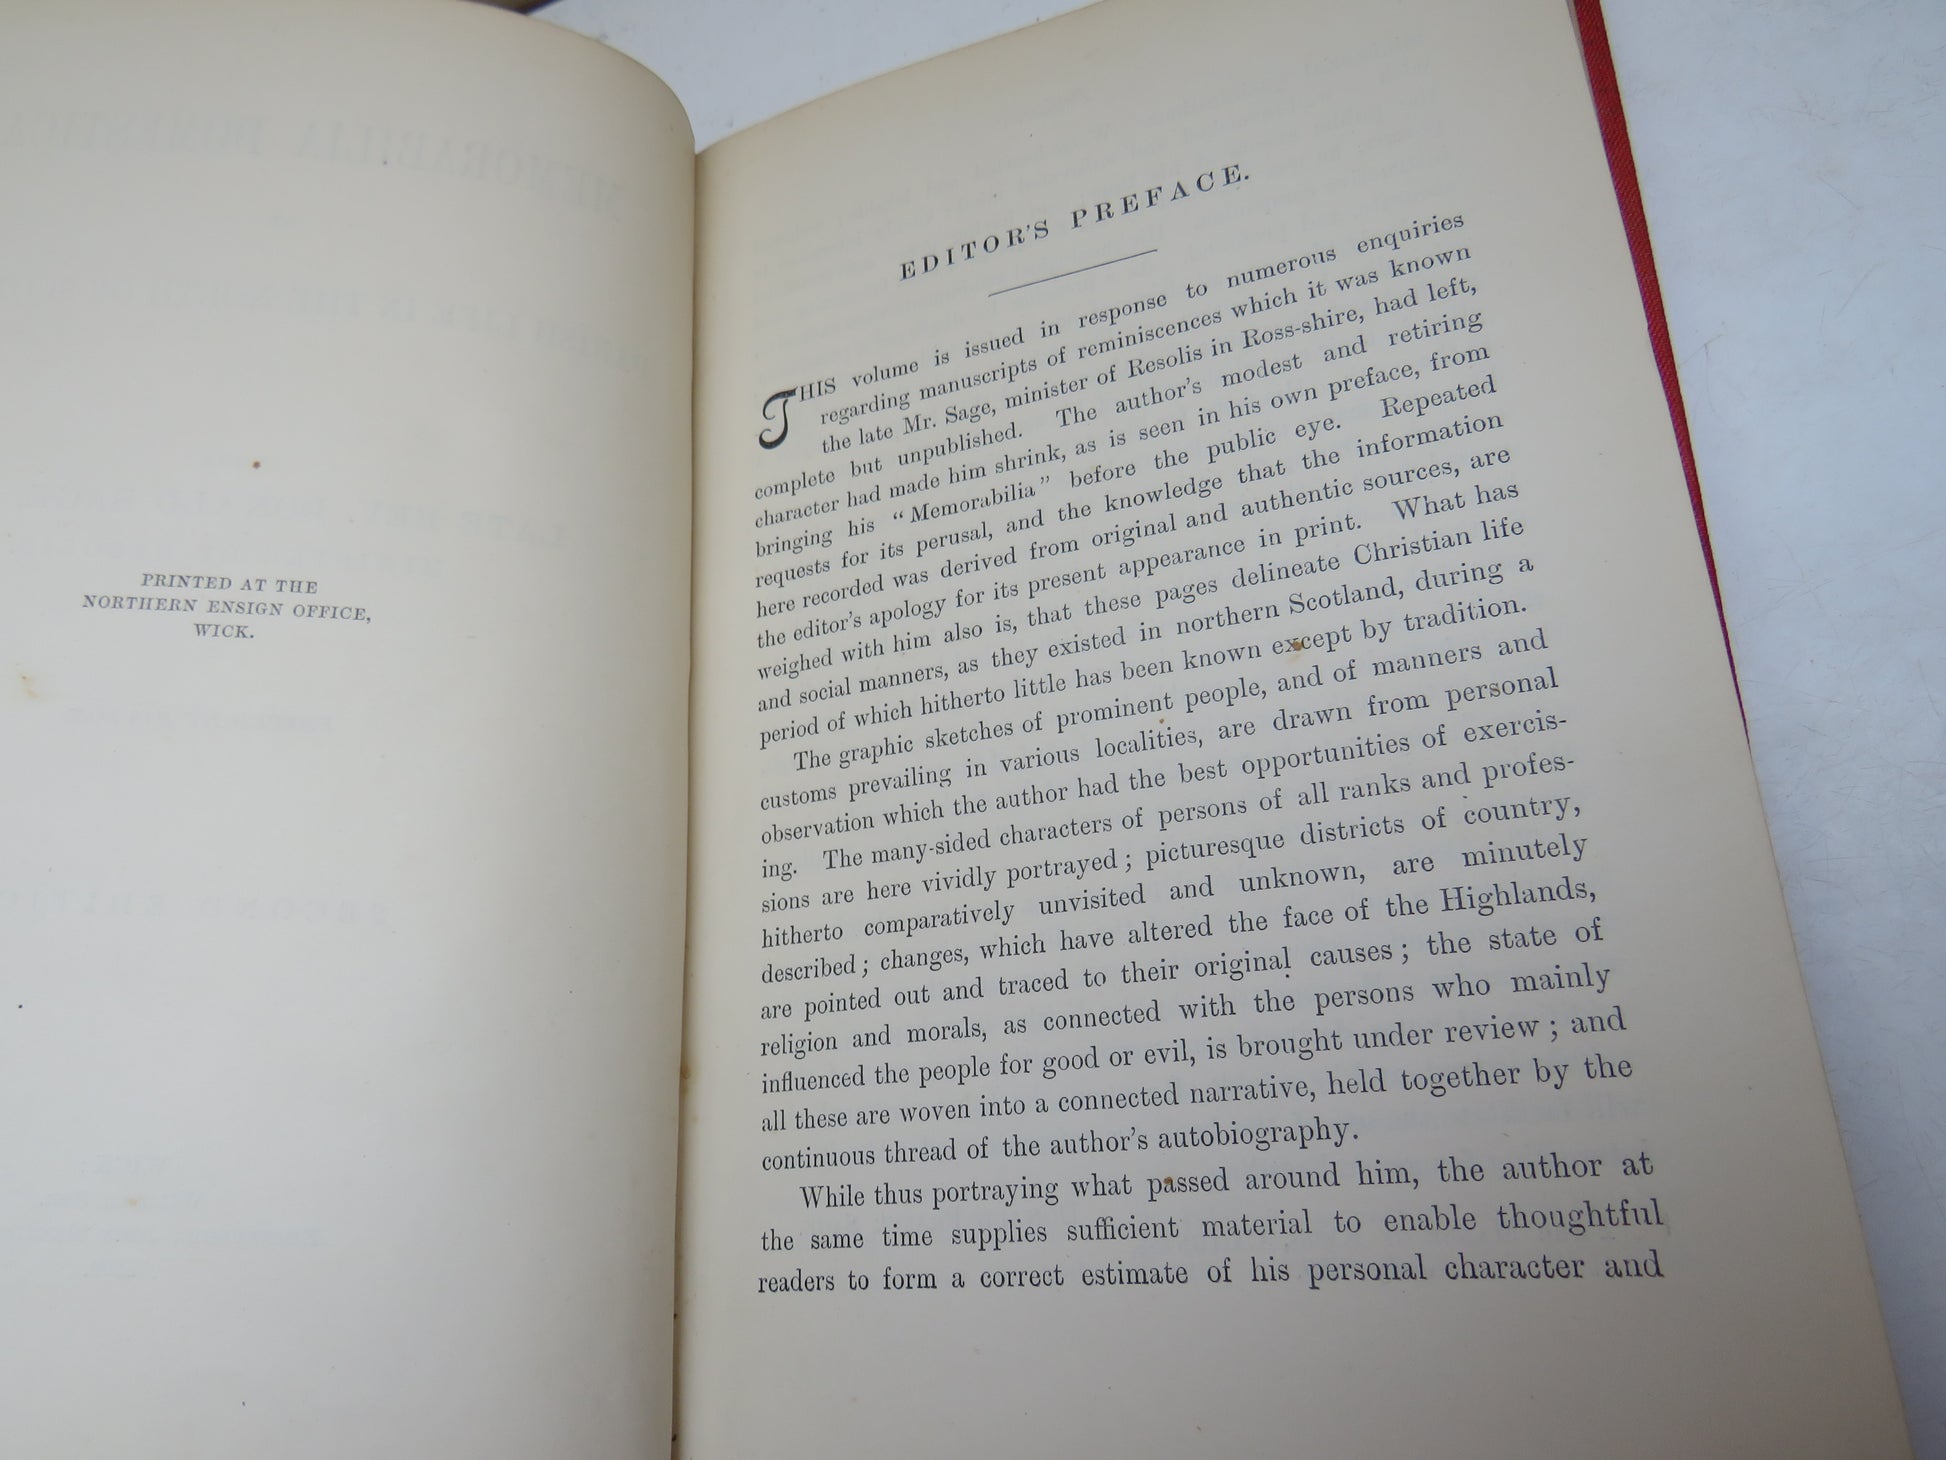 PRINTED AT THE
NORTHERN ENSIGN OFFICE,
WICK.
EDITOR'S PREFACE.
THIS volume is issued in response to numerous enquiries
regarding manuscripts of reminiscences which it was known
the late Mr. Sage, minister of Resolis in Ross-shire, had left,
complete but unpublished. The author's modest and retiring
character had made him shrink, as is seen in his own preface, from
bringing his "Memorabilia" before the public eye. Repeated
requests for its perusal, and the knowledge that the information
here recorded was derived from original and authentic sources, are
the editor's apology for its present appearance in print. What has
weighed with him also is, that these pages delineate Christian life
and social manners, as they existed in northern Scotland, during a
period of which hitherto little has been known except by tradition.
The graphic sketches of prominent people, and of manners and
customs prevailing in various localities, are drawn from personal
observation which the author had the best opportunities of exercis-
ing. The many-sided characters of persons of all ranks and profes-
sions are here vividly portrayed; picturesque districts of country,
hitherto comparatively unvisited and unknown, are minutely
described; changes, which have altered the face of the Highlands,
are pointed out and traced to their original causes; the state of
religion and morals, as connected with the persons who mainly
influenced the people for good or evil, is brought under review; and
all these are woven into a connected narrative, held together by the
continuous thread of the author's autobiography.
While thus portraying what passed around him, the author at
the same time supplies sufficient material to enable thoughtful
readers to form a correct estimate of his personal character and